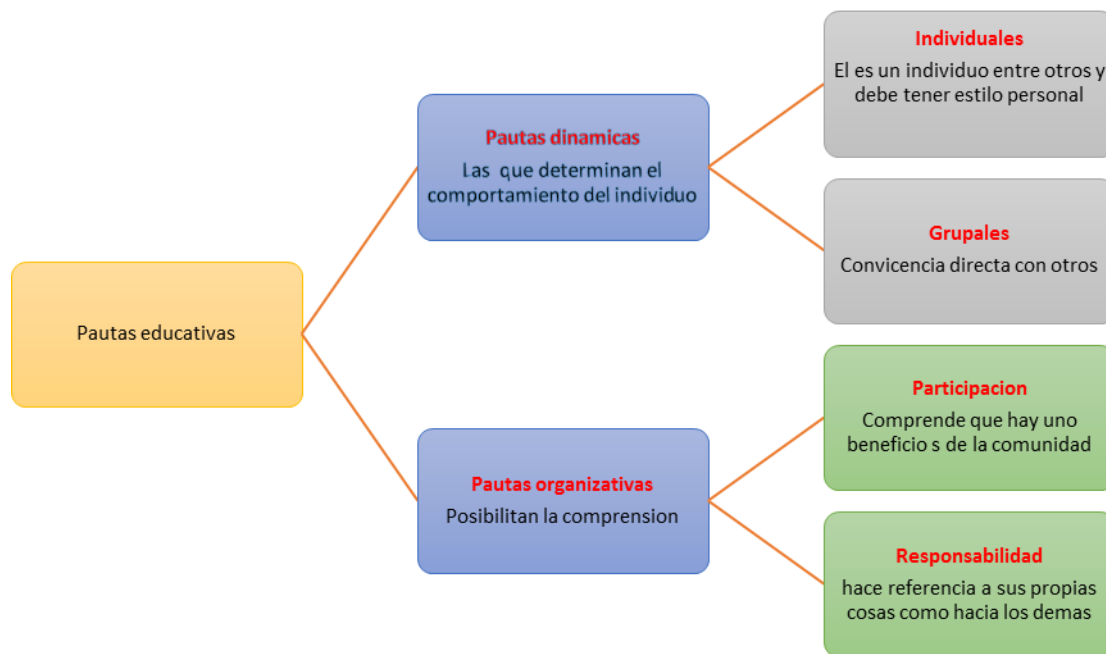 Pautas educativas
Pautas dinamicas
Las que determinan el
comportamiento del individuo
Individuales
El es un individuo entre otros y
debe tener estilo personal
Grupales
Convicencia directa con otros
Pautas organizativas
Posibilitan la comprension
Participacion
Comprende que hay uno
beneficio s de la comunidad
Responsabilidad
hace referencia a sus propias
cosas como hacia los demas